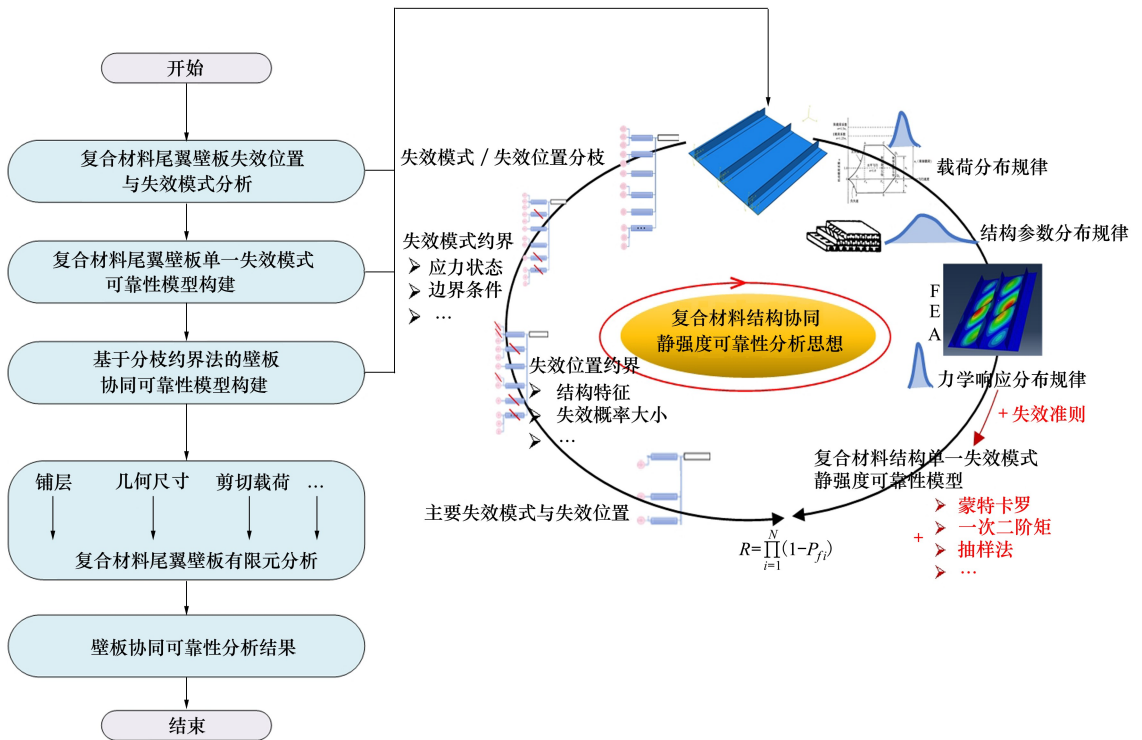 开始
复合材料尾翼壁板失效位置
与失效模式分析
复合材料尾翼壁板单一失效模式
可靠性模型构建
基于分枝约界法的壁板
协同可靠性模型构建
铺层 几何尺寸 剪切载荷 …
复合材料尾翼壁板有限元分析
壁板协同可靠性分析结果
结束
失效模式 / 失效位置分枝
失效模式约界
应力状态
边界条件
…
失效位置约界
结构特征
失效概率大小
…
主要失效模式与失效位置
复合材料结构协同
静强度可靠性分析思想
载荷分布规律
结构参数分布规律
F
E
A
力学响应分布规律
+ 失效准则
复合材料结构单一失效模式
静强度可靠性模型
+
蒙特卡罗
一次二阶矩
抽样法
…
R=∏_{i=1}^{N}(1−P_{fi})